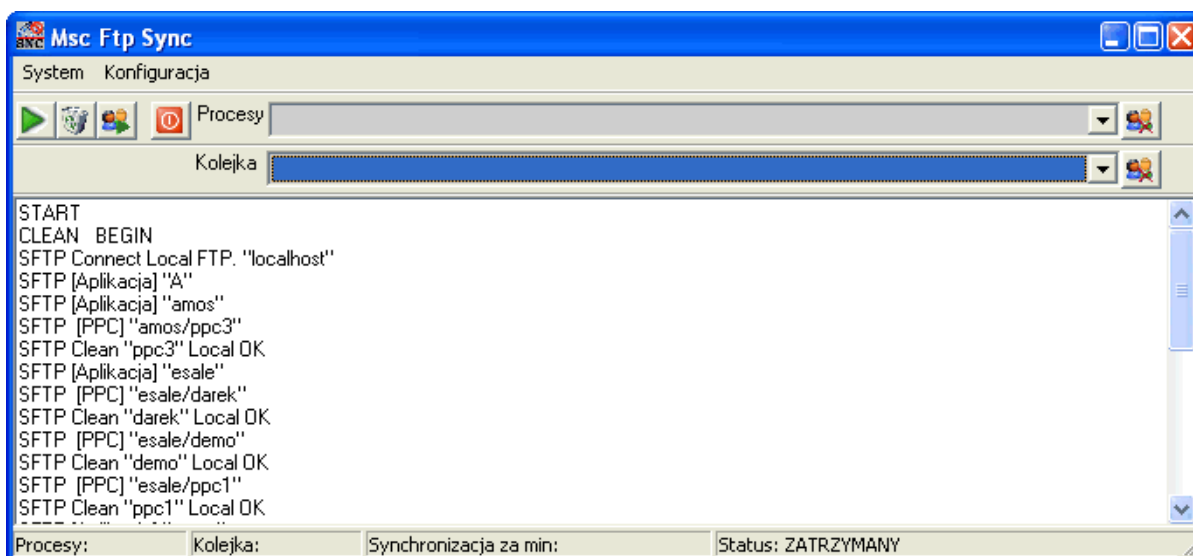 Msc Ftp Sync
System Konfiguracja
Procesy
Kolejka
START
CLEAN BEGIN
SFTP Connect Local FTP. "localhost"
SFTP [Aplikacja] "A"
SFTP [Aplikacja] "amos"
SFTP [PPC] "amos/ppc3"
SFTP Clean "ppc3" Local OK
SFTP [Aplikacja] "esale"
SFTP [PPC] "esale/darek"
SFTP Clean "darek" Local OK
SFTP [PPC] "esale/demo"
SFTP Clean "demo" Local OK
SFTP [PPC] "esale/ppc1"
SFTP Clean "ppc1" Local OK
Procesy: Kolejka: Synchronizacja za min: Status: ZATRZYMANY